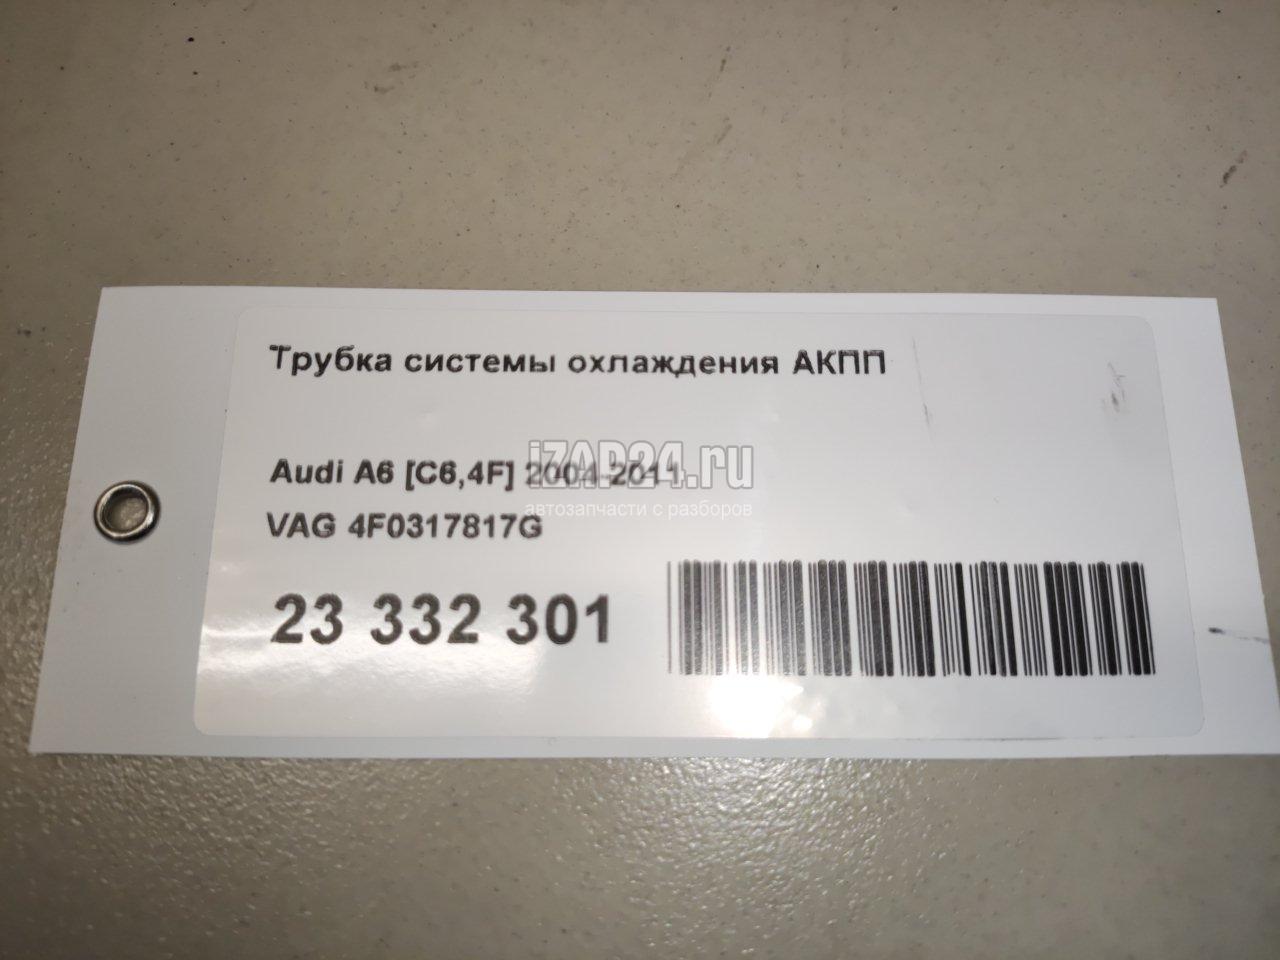 Трубка системы охлаждения АКПП
Audi A6 [C6,4F] 2004-2011
iZAP24.ru
автозапчасти с разборов
VAG 4F0317817G
23 332 301